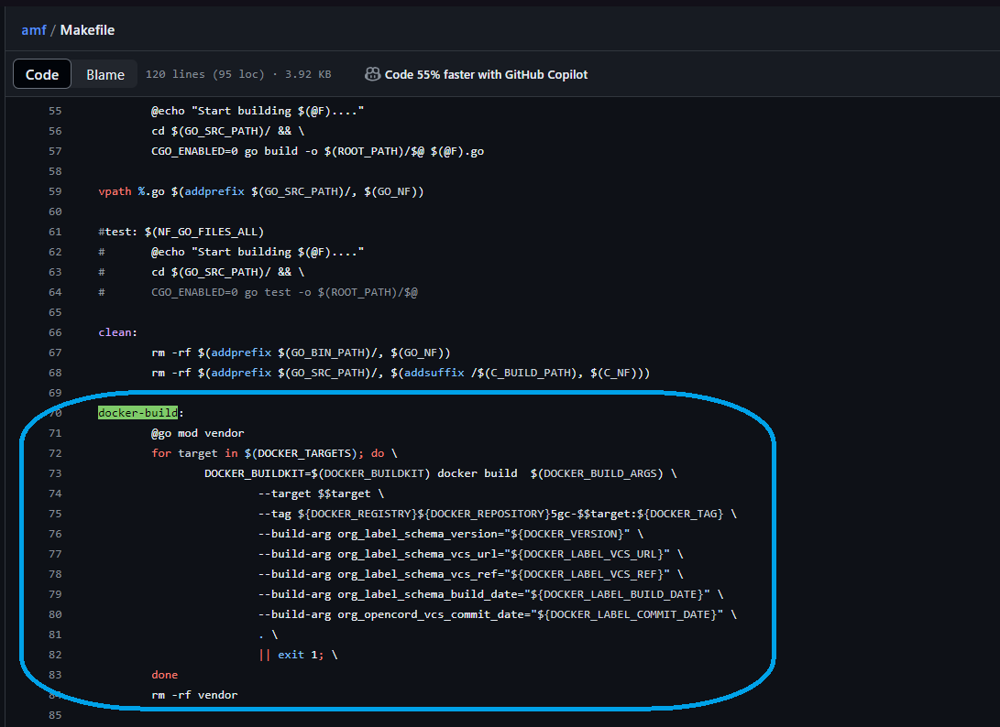 amf / Makefile
Code Blame 120 lines (95 loc) · 3.92 KB Code 55% faster with GitHub Copilot
55 @echo "Start building $(@F)...."
56 cd $(GO_SRC_PATH)/ && \
57 CGO_ENABLED=0 go build -o $(ROOT_PATH)/$@ $(@F).go
58
59 vpath %.go $(addprefix $(GO_SRC_PATH)/, $(GO_NF))
60
61 #test: $(NF_GO_FILES_ALL)
62 # @echo "Start building $(@F)...."
63 # cd $(GO_SRC_PATH)/ && \
64 # CGO_ENABLED=0 go test -o $(ROOT_PATH)/$@
65
66 clean:
67 rm -rf $(addprefix $(GO_BIN_PATH)/, $(GO_NF))
68 rm -rf $(addprefix $(GO_SRC_PATH)/, $(addsuffix /$(C_BUILD_PATH), $(C_NF)))
69
70 docker-build:
71 @go mod vendor
72 for target in $(DOCKER_TARGETS); do \
73 DOCKER_BUILDKIT=$(DOCKER_BUILDKIT) docker build  $(DOCKER_BUILD_ARGS) \
74 --target $$target \
75 --tag ${DOCKER_REGISTRY}${DOCKER_REPOSITORY}5gc-$$target:${DOCKER_TAG} \
76 --build-arg org_label_schema_version="${DOCKER_VERSION}" \
77 --build-arg org_label_schema_vcs_url="${DOCKER_LABEL_VCS_URL}" \
78 --build-arg org_label_schema_vcs_ref="${DOCKER_LABEL_VCS_REF}" \
79 --build-arg org_label_schema_build_date="${DOCKER_LABEL_BUILD_DATE}" \
80 --build-arg org_opencord_vcs_commit_date="${DOCKER_LABEL_COMMIT_DATE}" \
81 . \
82 || exit 1; \
83 done
84 rm -rf vendor
85